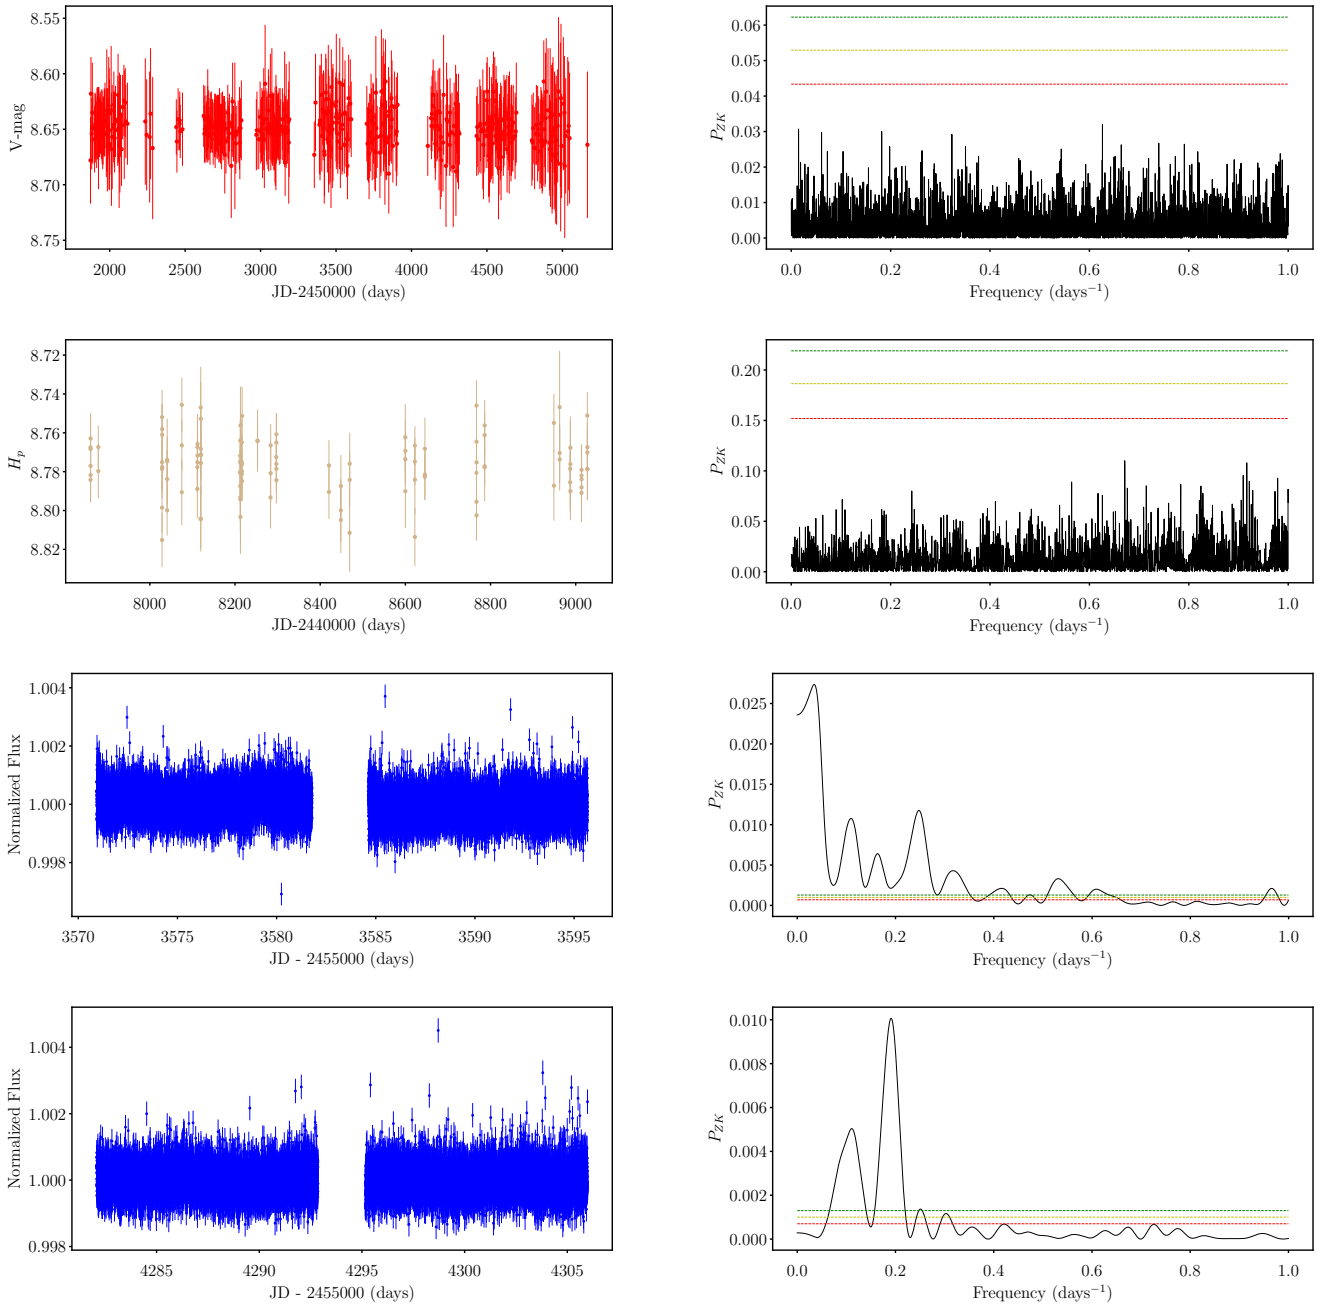 8.55
8.60
8.65
8.70
8.75
V-mag
2000 2500 3000 3500 4000 4500 5000
JD-2450000 (days)
0.06
0.05
0.04
0.03
0.02
0.01
0.00
P_{ZK}
0.0 0.2 0.4 0.6 0.8 1.0
Frequency (days⁻¹)
8.72
8.74
8.76
8.78
8.80
8.82
H_p
8000 8200 8400 8600 8800 9000
JD-2440000 (days)
0.20
0.15
0.10
0.05
0.00
P_{ZK}
0.0 0.2 0.4 0.6 0.8 1.0
Frequency (days⁻¹)
1.004
1.002
1.000
0.998
Normalized Flux
3570 3575 3580 3585 3590 3595
JD - 2455000 (days)
0.025
0.020
0.015
0.010
0.005
0.000
P_{ZK}
0.0 0.2 0.4 0.6 0.8 1.0
Frequency (days⁻¹)
1.004
1.002
1.000
0.998
Normalized Flux
4285 4290 4295 4300 4305
JD - 2455000 (days)
0.010
0.008
0.006
0.004
0.002
0.000
P_{ZK}
0.0 0.2 0.4 0.6 0.8 1.0
Frequency (days⁻¹)